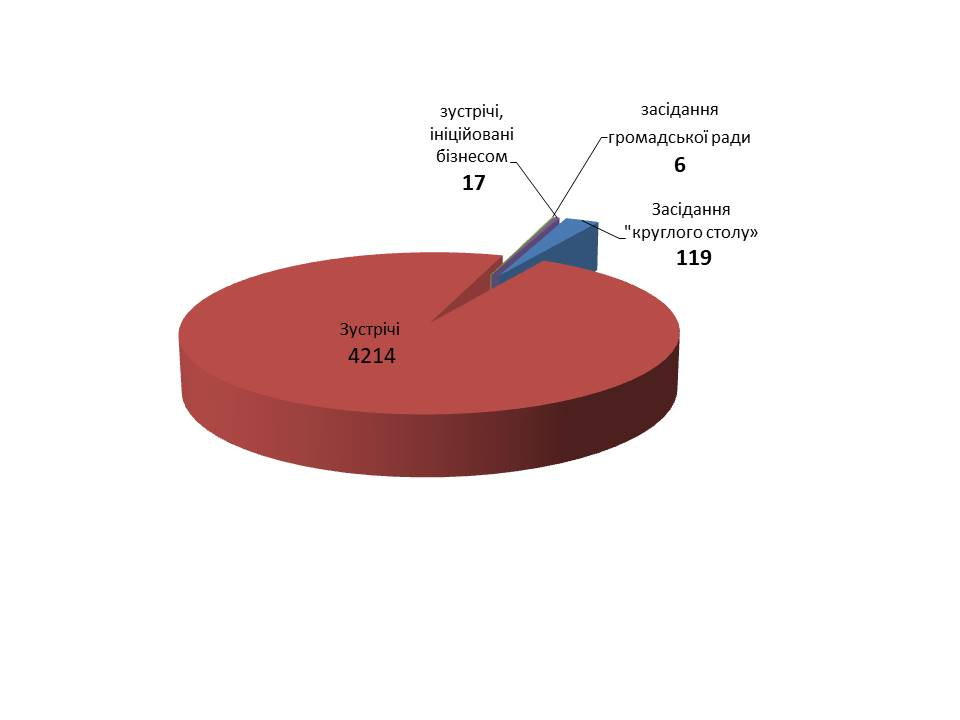 зустрічі,
ініційовані
бізнесом
17
засідання
громадської ради
6
Засідання
"круглого столу»
119
Зустрічі
4214